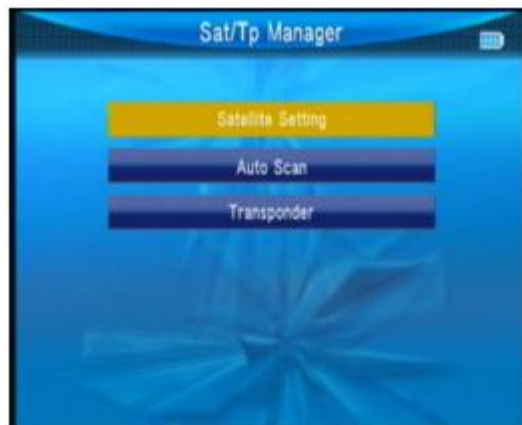 Sat/Tp Manager
Satellite Setting
Auto Scan
Transponder